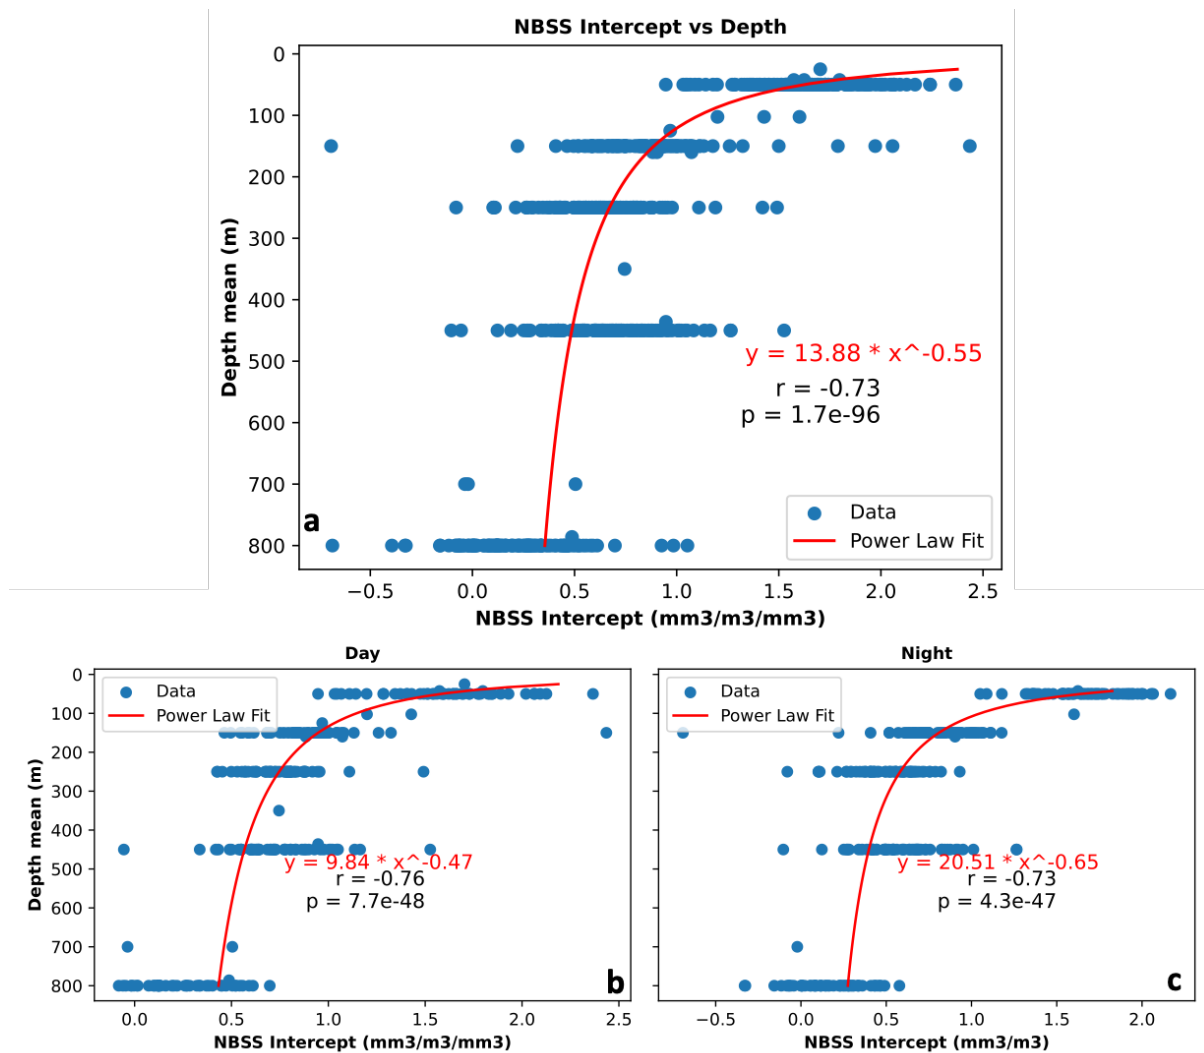 NBSS Intercept vs Depth
0
100
200
300
400
500
600
700
800
Depth mean (m)
y = 13.88 * x^-0.55
r = -0.73
p = 1.7e-96
a
Data
Power Law Fit
−0.5 0.0 0.5 1.0 1.5 2.0 2.5
NBSS Intercept (mm3/m3/mm3)
Day
0
100
200
300
400
500
600
700
800
Depth mean (m)
Data
Power Law Fit
y = 9.84 * x^-0.47
r = -0.76
p = 7.7e-48
b
0.0 0.5 1.0 1.5 2.0 2.5
NBSS Intercept (mm3/m3/mm3)
Night
Data
Power Law Fit
y = 20.51 * x^-0.65
r = -0.73
p = 4.3e-47
c
−0.5 0.0 0.5 1.0 1.5 2.0
NBSS Intercept (mm3/m3)